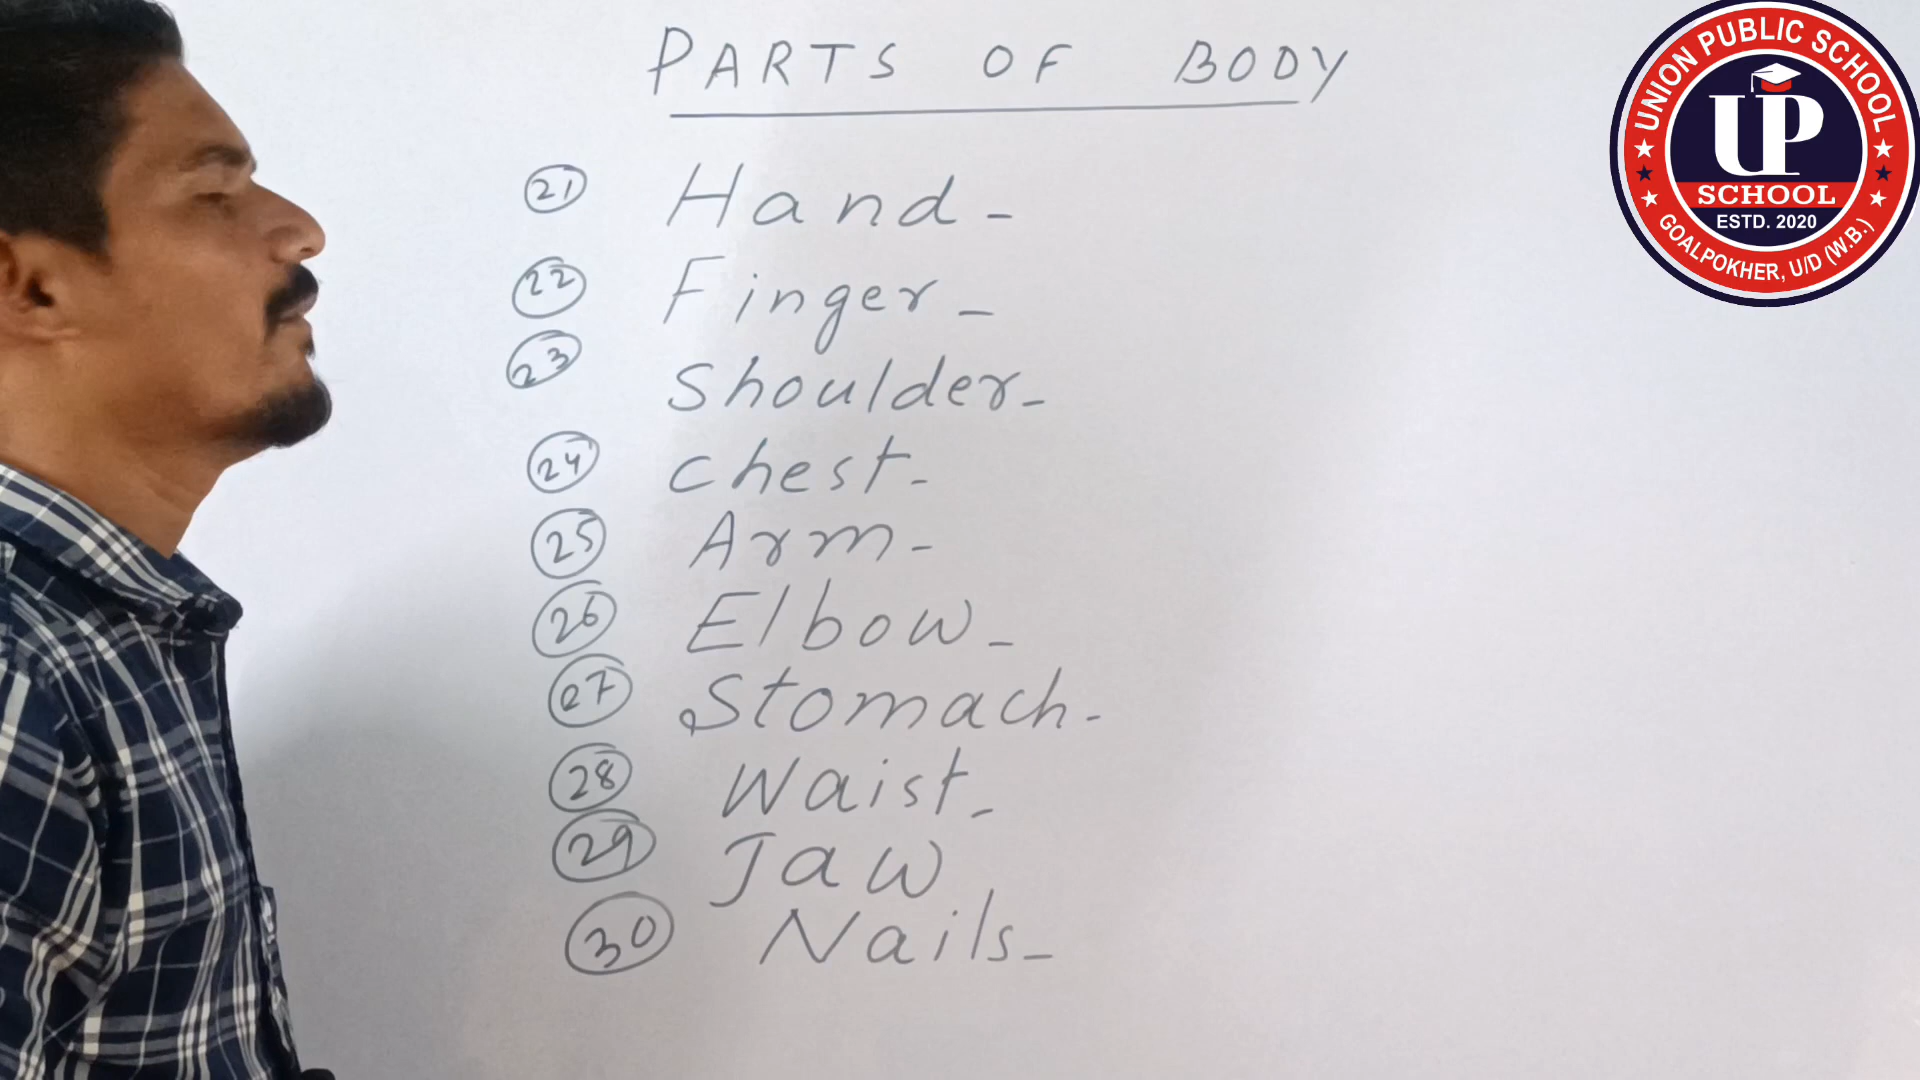 PARTS OF BODY
21 Hand -
22 Finger -
23 Shoulder -
24 Chest -
25 Arm -
26 Elbow -
27 Stomach -
28 Waist -
29 Jaw
30 Nails -
UNION PUBLIC SCHOOL
UP
SCHOOL
ESTD. 2020
GOALPOKHER, U/D (W.B.)